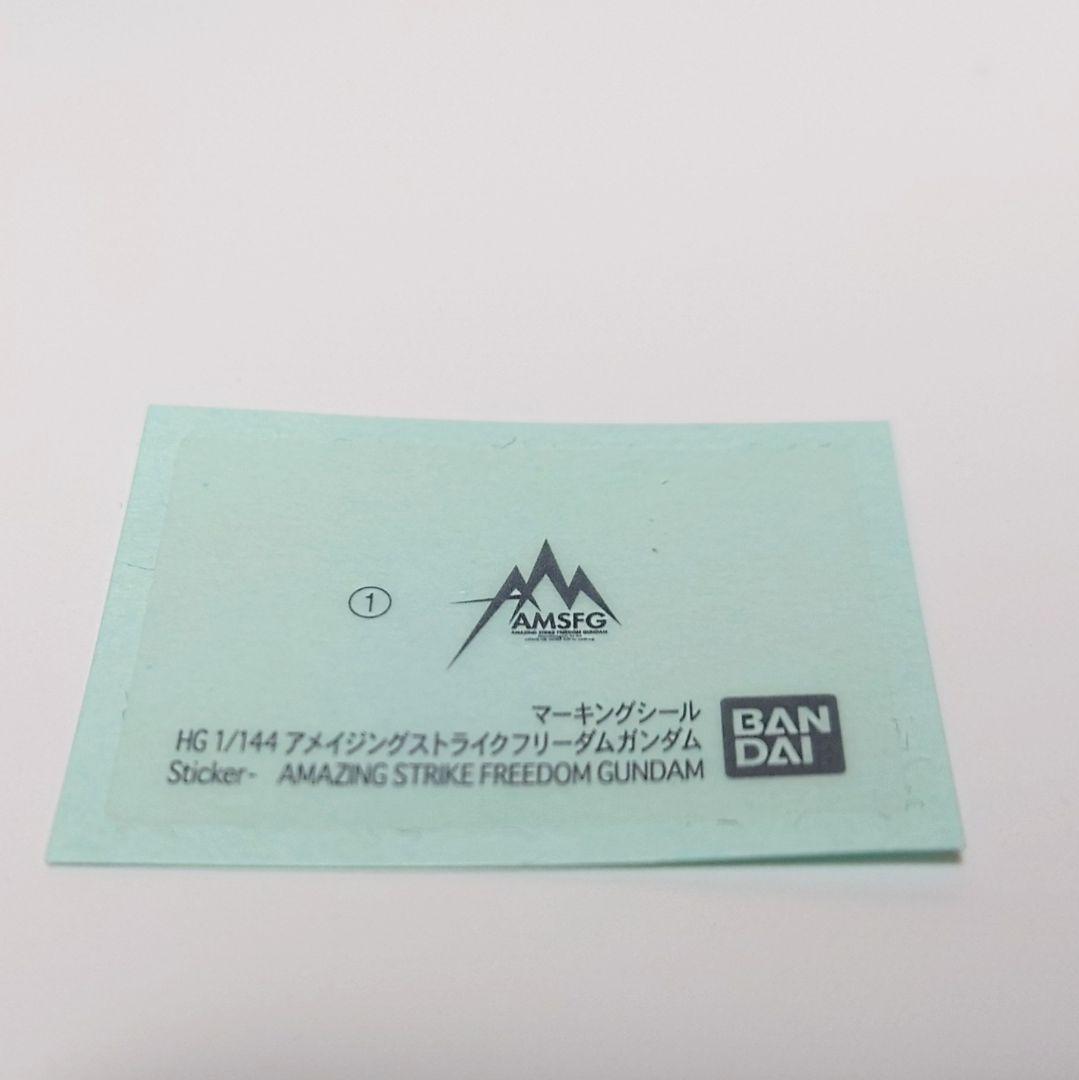 ①
AMSFG
AMAZING STRIKE FREEDOM GUNDAM
マーキングシール
HG 1/144 アメイジングストライクフリーダムガンダム
Sticker- AMAZING STRIKE FREEDOM GUNDAM
BAN
DAI